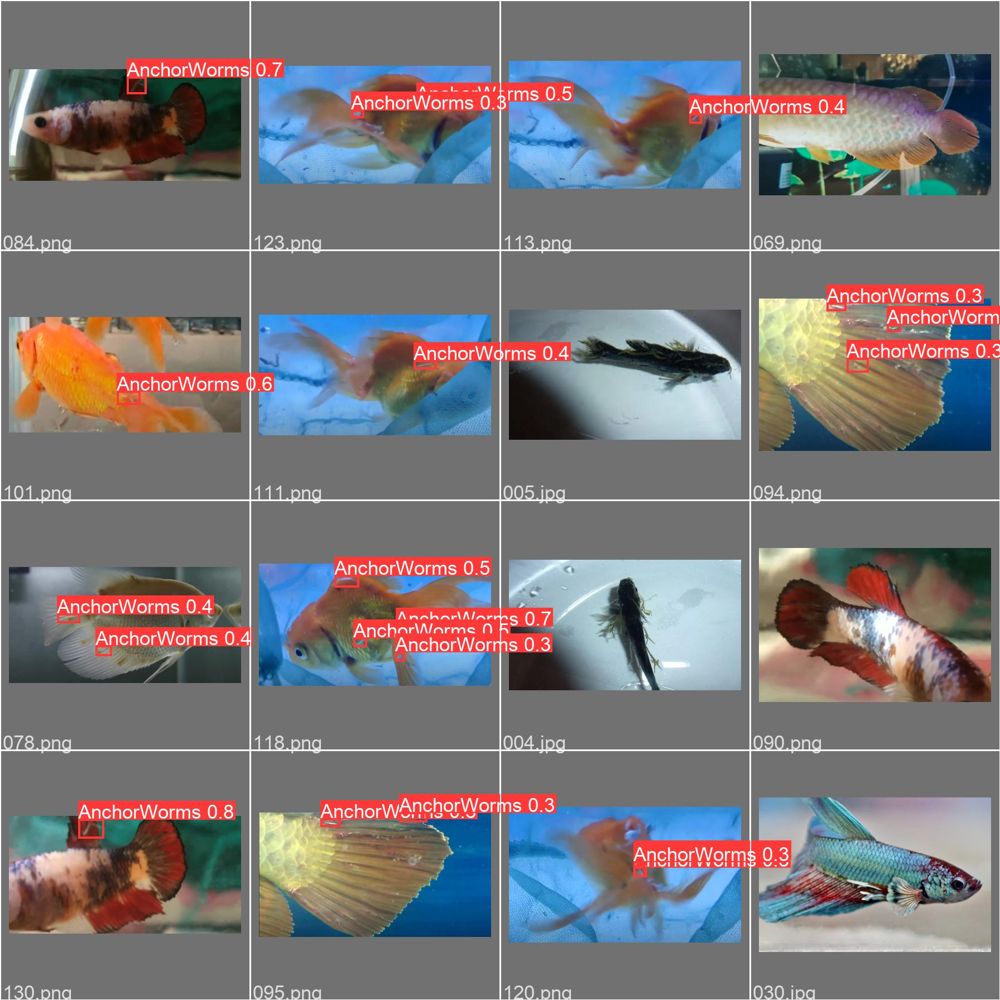 AnchorWorms 0.7
AnchorWorms 0.5
AnchorWorms 0.3
AnchorWorms 0.4
084.png
123.png
113.png
069.png
AnchorWorms 0.3
AnchorWorm
AnchorWorms 0.3
AnchorWorms 0.6
AnchorWorms 0.4
101.png
111.png
005.jpg
094.png
AnchorWorms 0.4
AnchorWorms 0.4
AnchorWorms 0.5
AnchorWorms 0.7
AnchorWorms 0.5
AnchorWorms 0.3
078.png
118.png
004.jpg
090.png
AnchorWorms 0.8
AnchorW
AnchorWorms 0.3
AnchorWorms 0.3
130.png
095.png
120.png
030.jpg